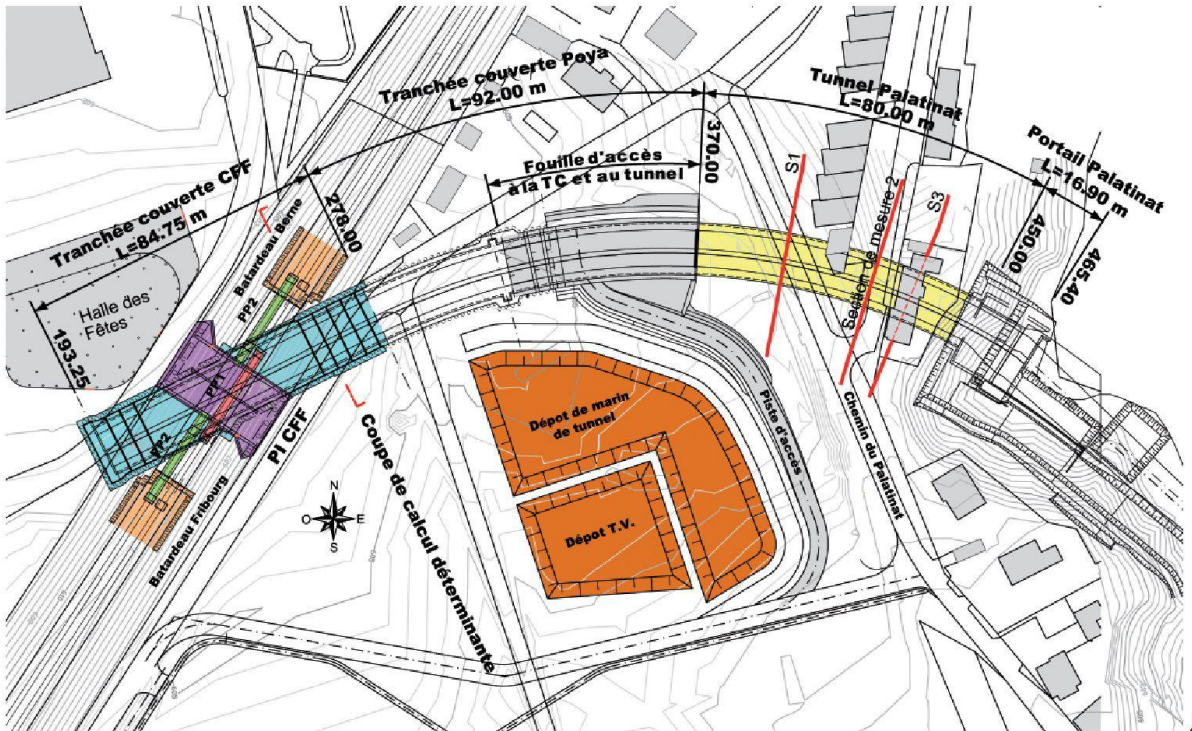 Tranchée couverte Poya
L=92.00 m
Tunnel Palatinat
L=80.00 m
Portail Palatinat
L=16.90 m
Tranchée couverte CFF
L=84.75 m
Fouille d'accès
à la TC et au tunnel
370.00
278.00
193.25
450.00
465.40
S1
Section de mesure 2
S3
Halle des
Fêtes
Batardeau Berne
PP2
PP1
PP2
PI CFF
Batardeau Fribourg
Coupe de calcul déterminante
N
O
E
S
Dépot de marin
de tunnel
Dépot T.V.
Piste d'accès
Chemin du Palatinat